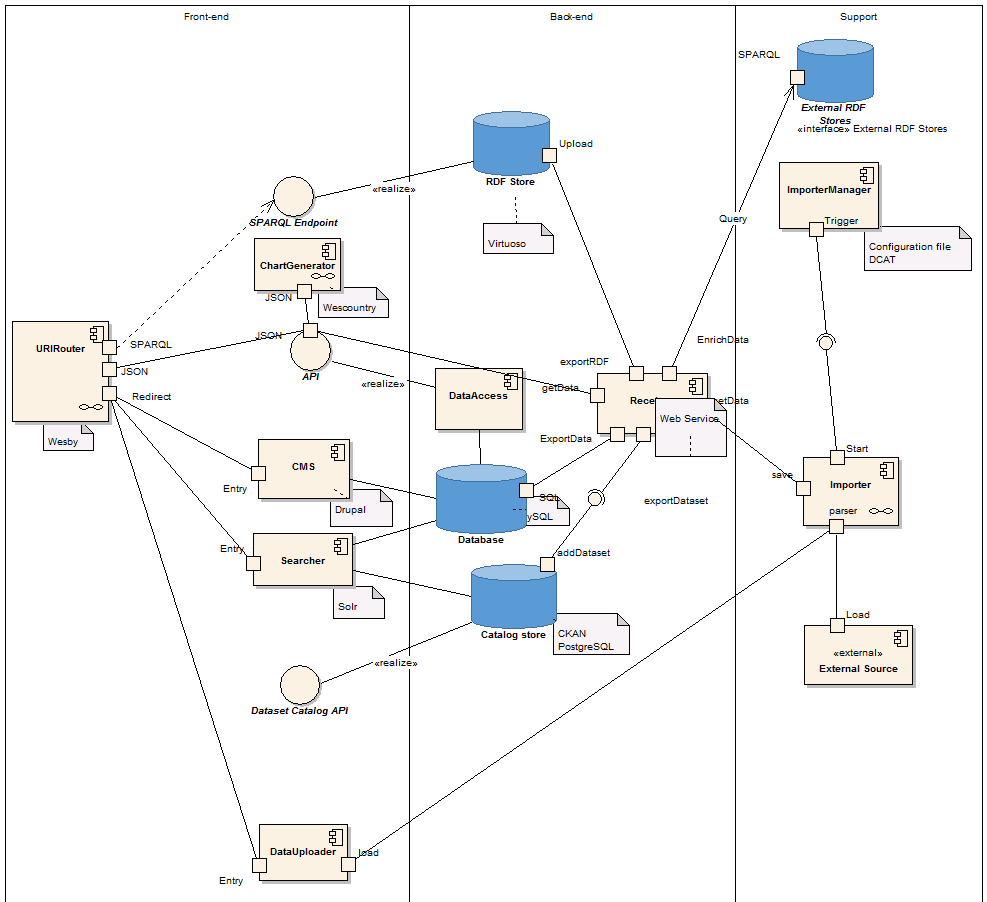 Front-end
Back-end
Support
SPARQL
External RDF
Stores
«interface» External RDF Stores
Upload
RDF Store
«realize»
SPARQL Endpoint
Virtuoso
ImporterManager
Trigger
Configuration file
DCAT
Query
ChartGenerator
JSON
Wescountry
JSON
API
URIRouter
SPARQL
JSON
Redirect
Wesby
EnrichData
exportRDF
«realize»
getData
DataAccess
Rece
Web Service
etData
ExportData
CMS
Entry
Drupal
SQL
ySQL
Database
exportDataset
Start
save
Importer
parser
Entry
Searcher
Solr
addDataset
Catalog store
CKAN
PostgreSQL
Load
«external»
External Source
«realize»
Dataset Catalog API
DataUploader
load
Entry